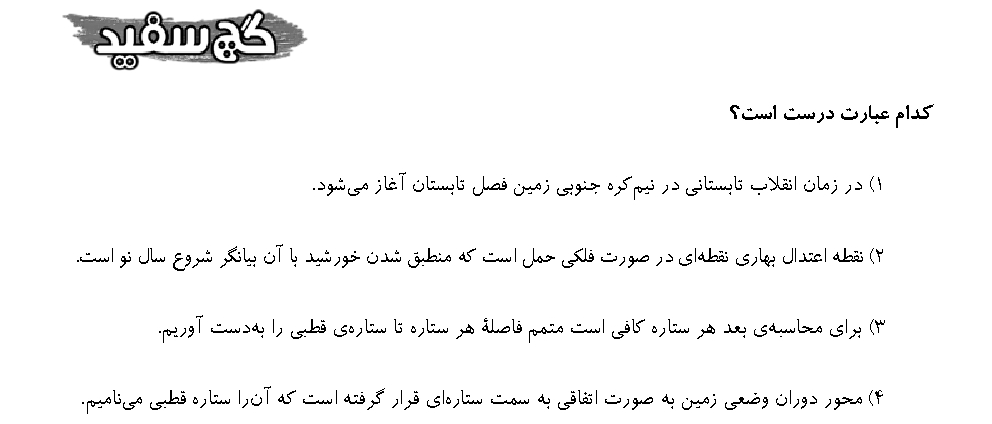 گچ سفید
کدام عبارت درست است؟
۱) در زمان انقلاب تابستانی در نیم‌کره جنوبی زمین فصل تابستان آغاز می‌شود.
۲) نقطه اعتدال بهاری نقطه‌ای در صورت فلکی حمل است که منطبق شدن خورشید با آن بیانگر شروع سال نو است.
۳) برای محاسبه‌ی بعد هر ستاره کافی است متمم فاصلهٔ هر ستاره تا ستاره‌ی قطبی را به‌دست آوریم.
۴) محور دوران وضعی زمین به صورت اتفاقی به سمت ستاره‌ای قرار گرفته است که آن‌را ستاره قطبی می‌نامیم.